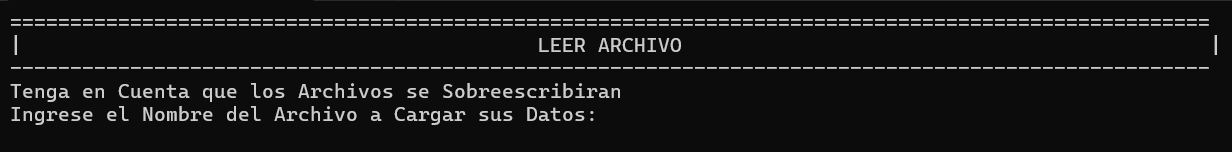 ====================================================================================================
|                                           LEER ARCHIVO                                            |
----------------------------------------------------------------------------------------------------
Tenga en Cuenta que los Archivos se Sobreescribiran
Ingrese el Nombre del Archivo a Cargar sus Datos: